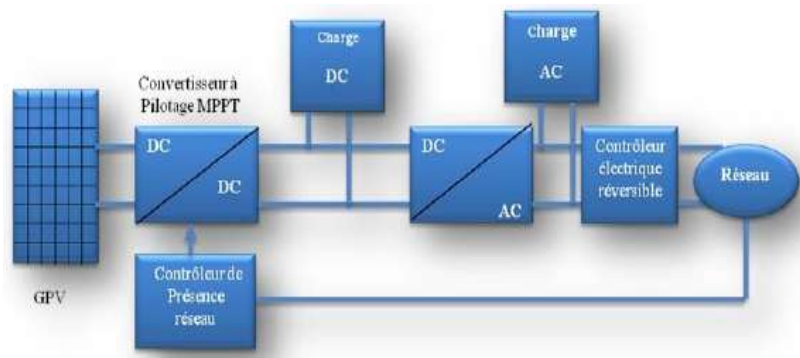 Charge
DC
Charge
AC
Convertisseur à
Pilotage MPPT
DC
DC
DC
AC
Contrôleur
électrique
réversible
Réseau
Contrôleur de
Présence
réseau
GPV